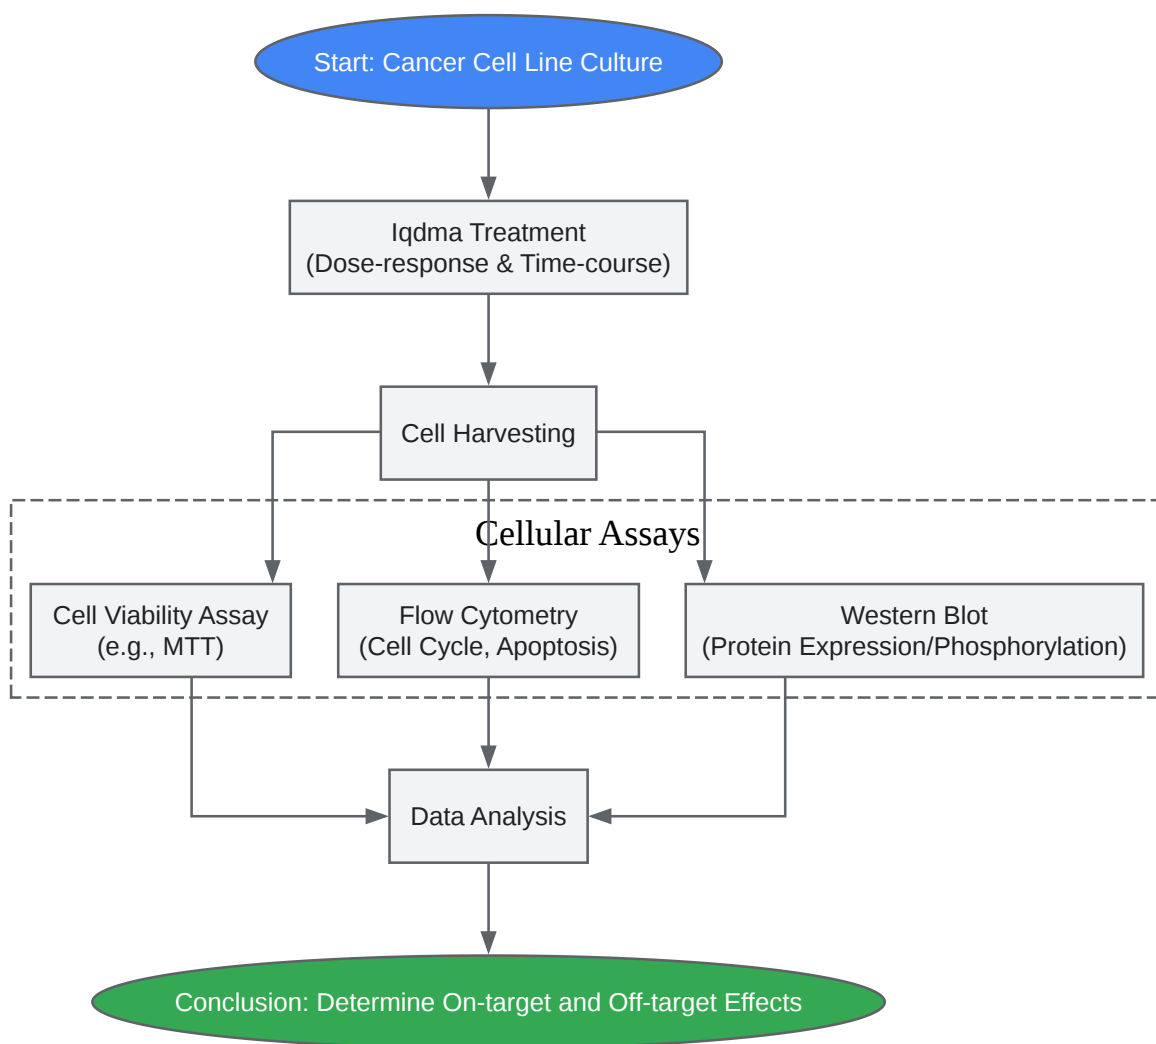 Start: Cancer Cell Line Culture
Iqdma Treatment
(Dose-response & Time-course)
Cell Harvesting
Cellular Assays
Cell Viability Assay
(e.g., MTT)
Flow Cytometry
(Cell Cycle, Apoptosis)
Western Blot
(Protein Expression/Phosphorylation)
Data Analysis
Conclusion: Determine On-target and Off-target Effects